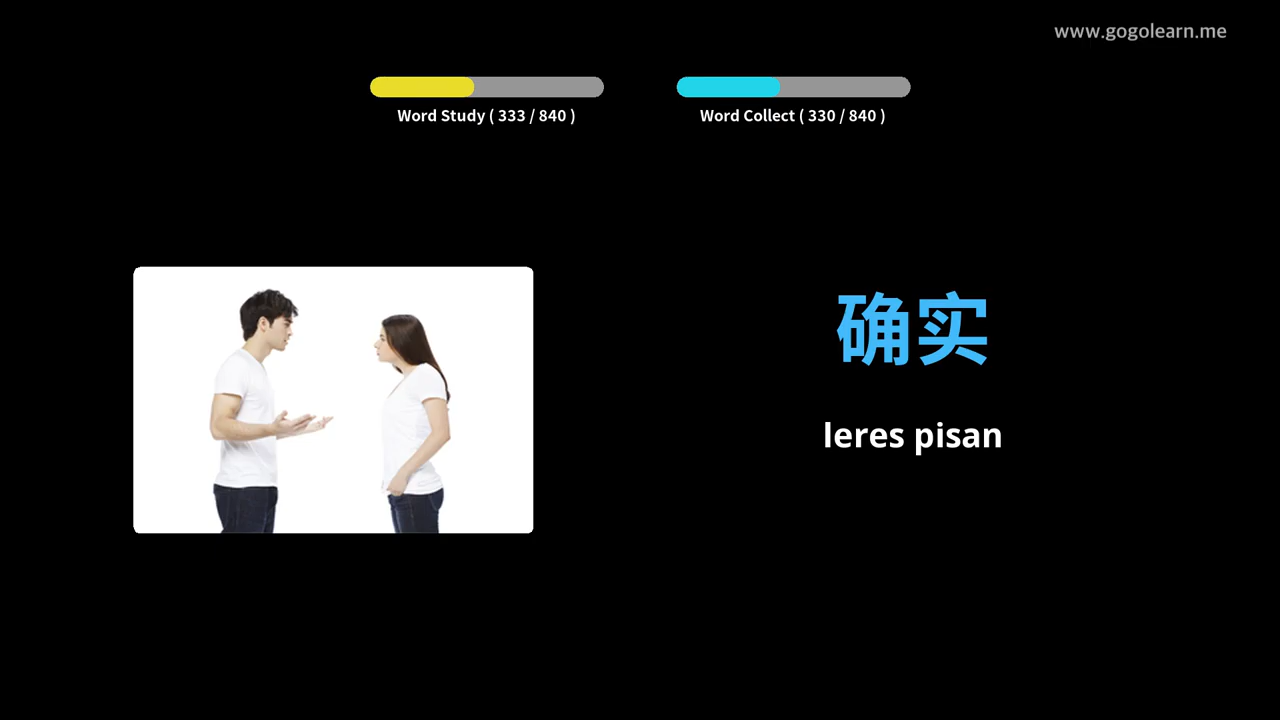 www.gogolearn.me
Word Study ( 333 / 840 )
Word Collect ( 330 / 840 )
确实
leres pisan